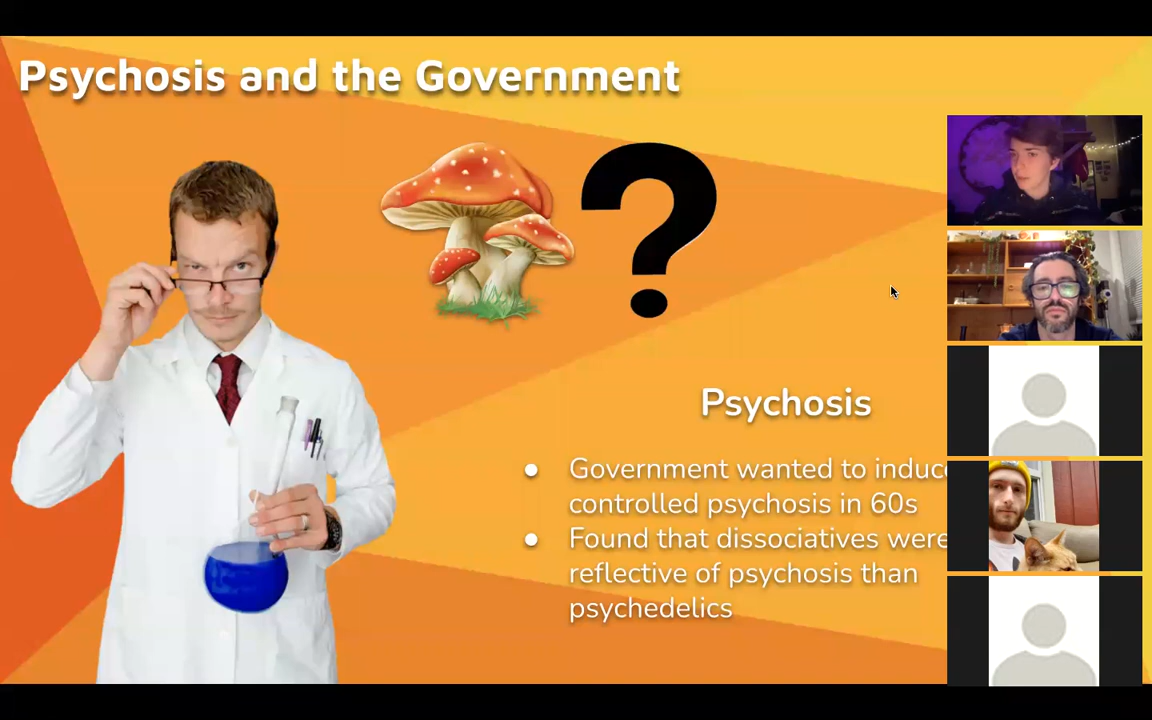 Psychosis and the Government
?
Psychosis
● Government wanted to induce
controlled psychosis in 60s
● Found that dissociatives were
reflective of psychosis than
psychedelics